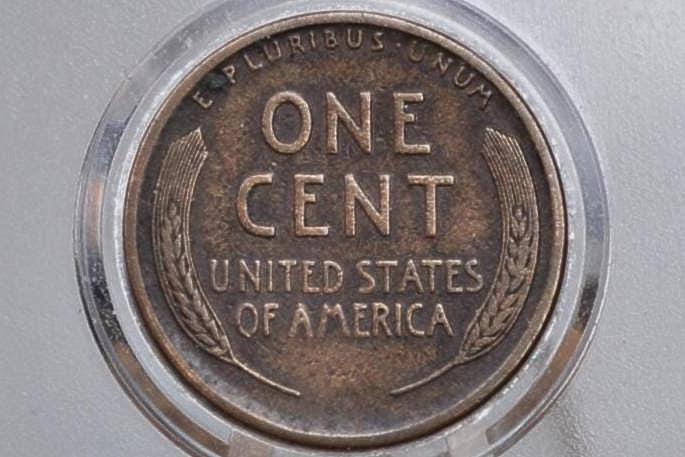 E·PLURIBUS·UNUM
ONE
CENT
UNITED STATES
OF AMERICA